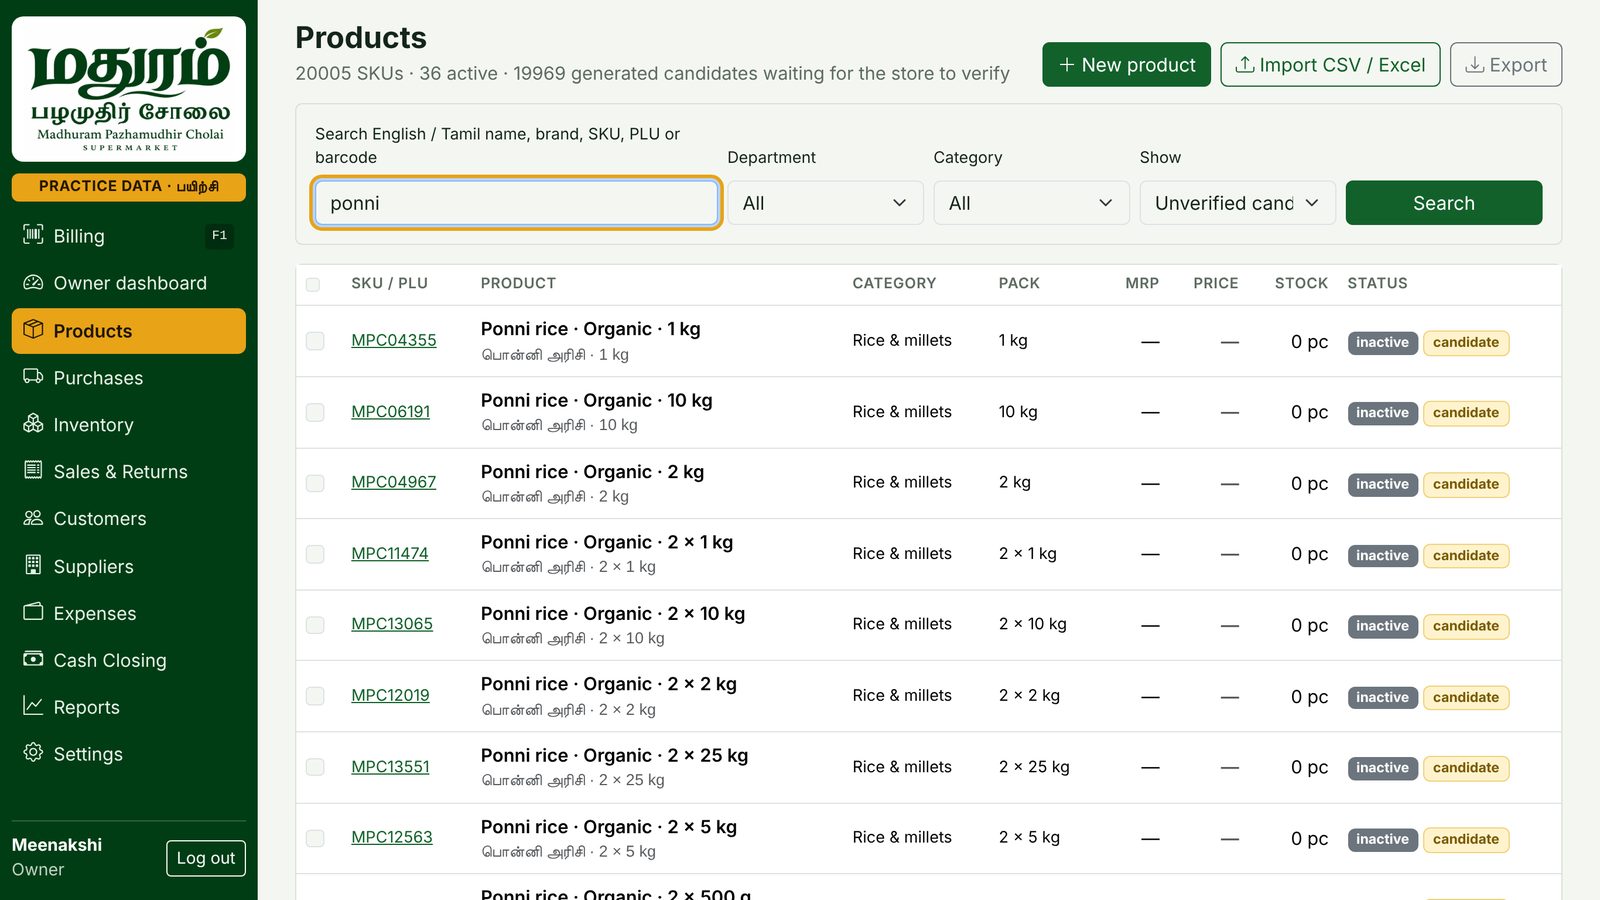 மதுரம்
பழமுதிர் சோலை
Madhuram Pazhamudhir Cholai
SUPERMARKET
PRACTICE DATA · பயிற்சி
Billing F1
Owner dashboard
Products
Purchases
Inventory
Sales & Returns
Customers
Suppliers
Expenses
Cash Closing
Reports
Settings
Meenakshi
Owner
Log out
Products
20005 SKUs · 36 active · 19969 generated candidates waiting for the store to verify
+ New product
Import CSV / Excel
Export
Search English / Tamil name, brand, SKU, PLU or
barcode
Department
Category
Show
ponni
All
All
Unverified cand
Search
SKU / PLU PRODUCT CATEGORY PACK MRP PRICE STOCK STATUS
MPC04355 Ponni rice · Organic · 1 kg Rice & millets 1 kg — — 0 pc inactive candidate
பொன்னி அரிசி · 1 kg
MPC06191 Ponni rice · Organic · 10 kg Rice & millets 10 kg — — 0 pc inactive candidate
பொன்னி அரிசி · 10 kg
MPC04967 Ponni rice · Organic · 2 kg Rice & millets 2 kg — — 0 pc inactive candidate
பொன்னி அரிசி · 2 kg
MPC11474 Ponni rice · Organic · 2 × 1 kg Rice & millets 2 × 1 kg — — 0 pc inactive candidate
பொன்னி அரிசி · 2 × 1 kg
MPC13065 Ponni rice · Organic · 2 × 10 kg Rice & millets 2 × 10 kg — — 0 pc inactive candidate
பொன்னி அரிசி · 2 × 10 kg
MPC12019 Ponni rice · Organic · 2 × 2 kg Rice & millets 2 × 2 kg — — 0 pc inactive candidate
பொன்னி அரிசி · 2 × 2 kg
MPC13551 Ponni rice · Organic · 2 × 25 kg Rice & millets 2 × 25 kg — — 0 pc inactive candidate
பொன்னி அரிசி · 2 × 25 kg
MPC12563 Ponni rice · Organic · 2 × 5 kg Rice & millets 2 × 5 kg — — 0 pc inactive candidate
பொன்னி அரிசி · 2 × 5 kg
Ponni rice · Organic · 2 × 500 g